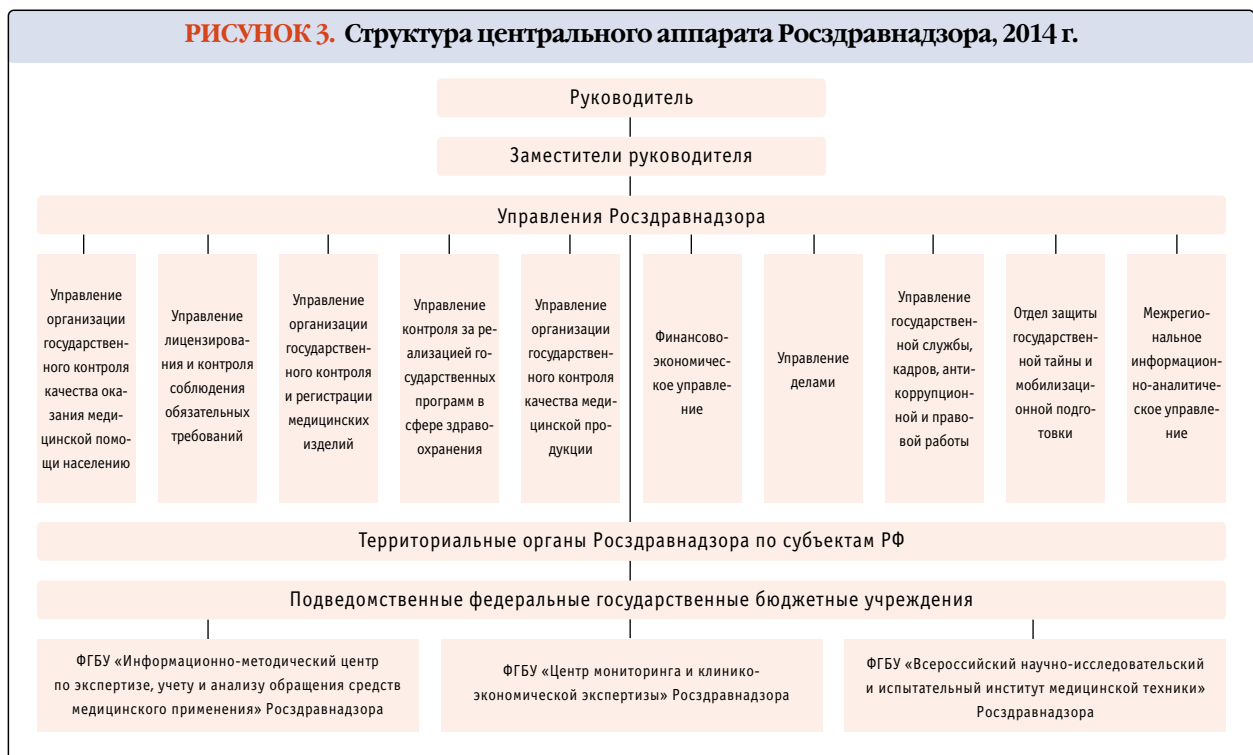 РИСУНОК 3. Структура центрального аппарата Росздравнадзора, 2014 г.
Руководитель
Заместители руководителя
Управления Росздравнадзора
Управление
организации
государствен-
ного контроля
качества ока-
зания меди-
цинской помо-
щи населению
Управление
лицензирова-
ния и контроля
соблюдения
обязательных
требований
Управление
организации
государствен-
ного контроля
и регистрации
медицинских
изделий
Управление
контроля за ре-
ализацией го-
сударственных
программ в
сфере здраво-
охранения
Управление
организации
государствен-
ного контроля
качества меди-
цинской про-
дукции
Финансово-
экономичес-
кое управле-
ние
Управление
делами
Управление
государствен-
ной службы,
кадров, анти-
коррупцион-
ной и право-
вой работы
Отдел защиты
государствен-
ной тайны и
мобилизаци-
онной подго-
товки
Межрегио-
нальное
информацион-
но-аналитиче-
ское управле-
ние
Территориальные органы Росздравнадзора по субъектам РФ
Подведомственные федеральные государственные бюджетные учреждения
ФГБУ «Информационно-методический центр
по экспертизе, учету и анализу обращения средств
медицинского применения» Росздравнадзора
ФГБУ «Центр мониторинга и клинико-
экономической экспертизы» Росздравнадзора
ФГБУ «Всероссийский научно-исследовательский
и испытательный институт медицинской техники»
Росздравнадзора